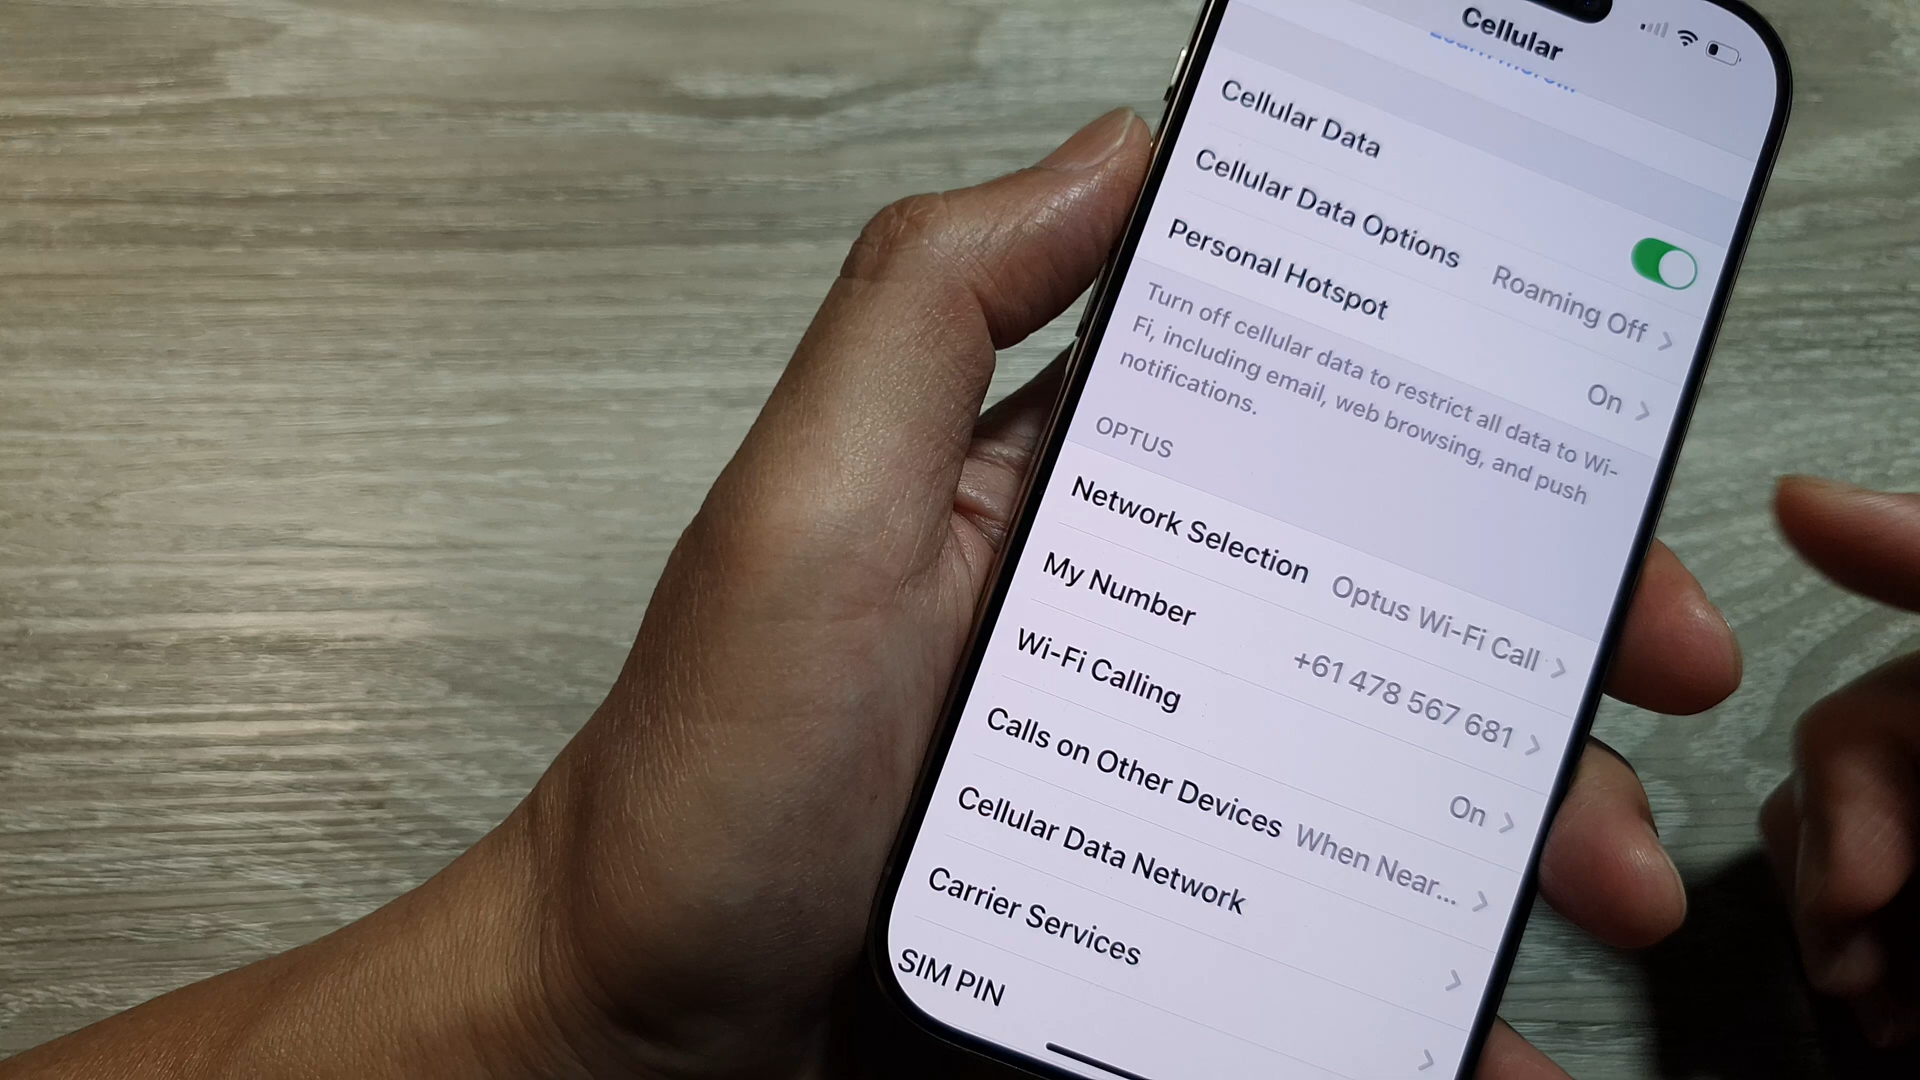 Cellular
Learn more...
Cellular Data
Cellular Data Options Roaming Off
Personal Hotspot On
Turn off cellular data to restrict all data to Wi-
Fi, including email, web browsing, and push
notifications.
OPTUS
Network Selection Optus Wi-Fi Call
My Number +61 478 567 681
Wi-Fi Calling On
Calls on Other Devices When Near...
Cellular Data Network
Carrier Services
SIM PIN